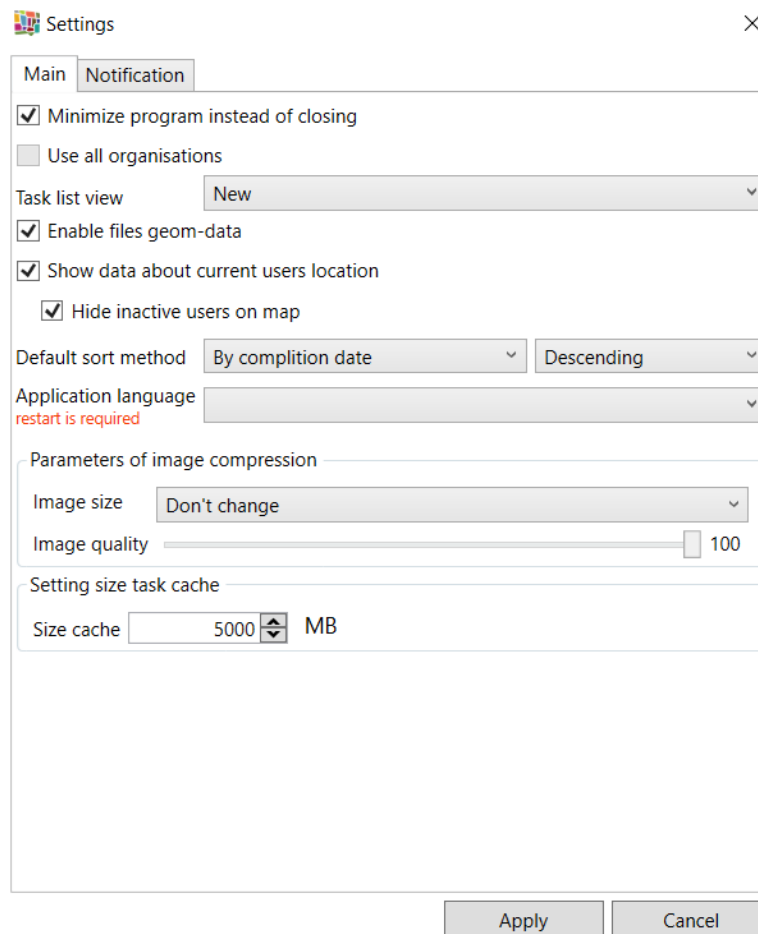 Settings
Main Notification
Minimize program instead of closing
Use all organisations
Task list view New
Enable files geom-data
Show data about current users location
Hide inactive users on map
Default sort method By complition date Descending
Application language
restart is required
Parameters of image compression
Image size Don't change
Image quality 100
Setting size task cache
Size cache 5000 MB
Apply Cancel